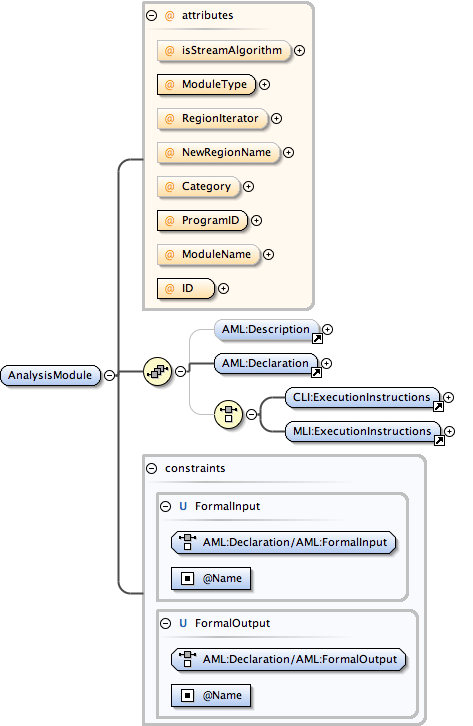 @ attributes
@ isStreamAlgorithm
@ ModuleType
@ RegionIterator
@ NewRegionName
@ Category
@ ProgramID
@ ModuleName
@ ID
AML:Description
AML:Declaration
AnalysisModule
CLI:ExecutionInstructions
MLI:ExecutionInstructions
constraints
U FormalInput
AML:Declaration/AML:FormalInput
@Name
U FormalOutput
AML:Declaration/AML:FormalOutput
@Name